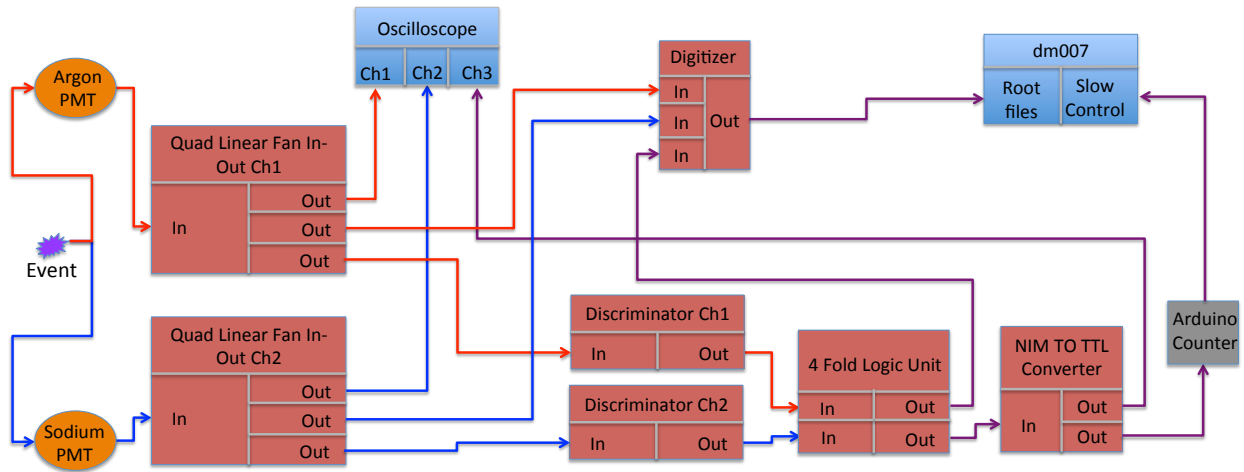 Oscilloscope
Ch1 Ch2 Ch3
Digitizer
In
In
In
Out
dm007
Root
files
Slow
Control
Argon
PMT
Quad Linear Fan In-
Out Ch1
In
Out
Out
Out
Event
Quad Linear Fan In-
Out Ch2
In
Out
Out
Out
Sodium
PMT
Discriminator Ch1
In Out
Discriminator Ch2
In Out
4 Fold Logic Unit
In Out
In Out
NIM TO TTL
Converter
In
Out
Out
Arduino
Counter